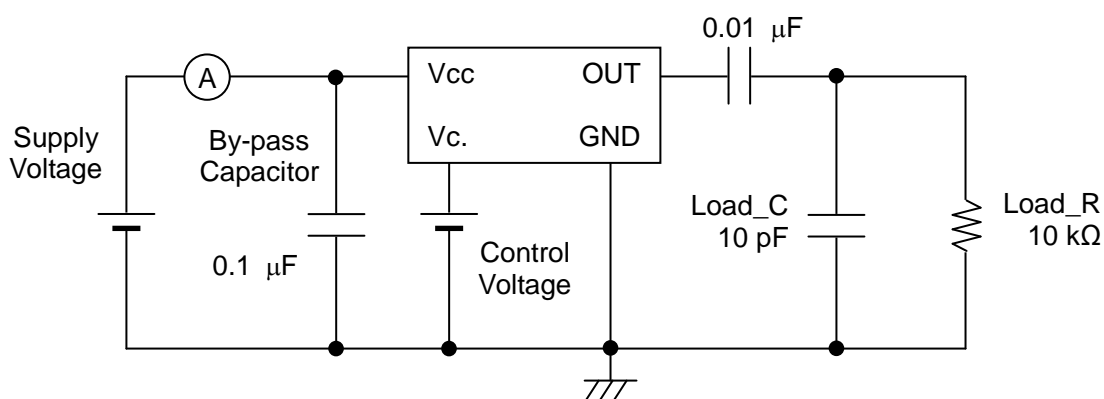 0.01 μF
A
Vcc
OUT
Supply
Voltage
By-pass
Capacitor
Vc.
GND
Load_C
10 pF
Load_R
10 kΩ
0.1 μF
Control
Voltage